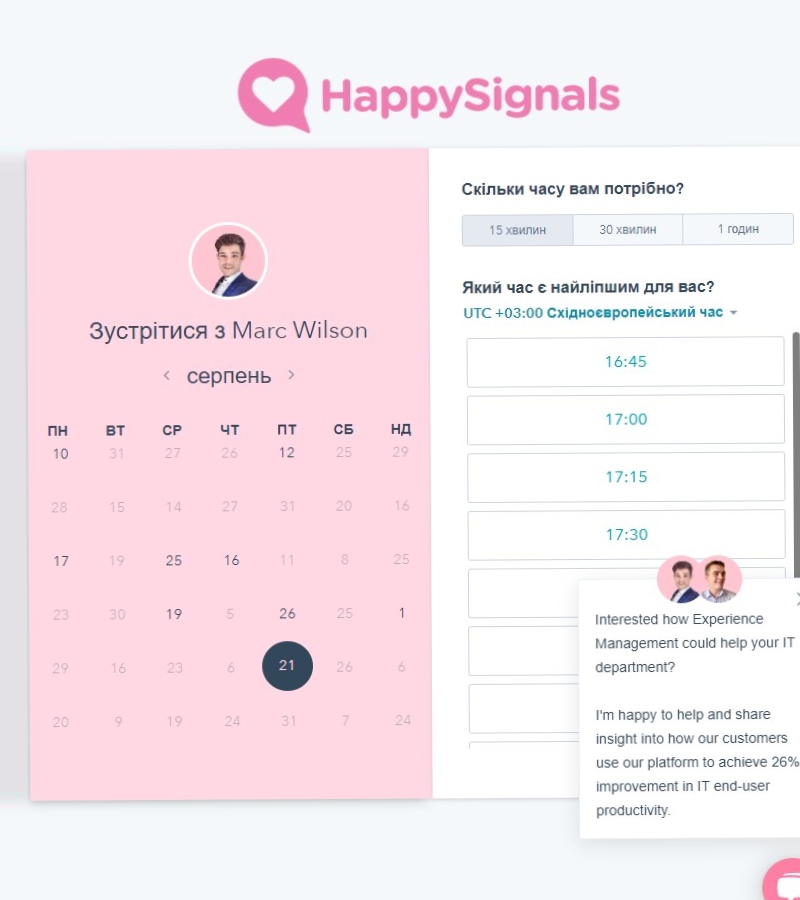 HappySignals
Зустрітися з Marc Wilson
серпень
ПН ВТ СР ЧТ ПТ СБ НД
10 31 27 26 12 25 29
28 15 14 27 31 20 16
17 19 25 16 11 8 25
23 30 19 5 26 25 1
29 16 23 6 21 26 6
20 9 19 24 31 7 24
Скільки часу вам потрібно?
15 хвилин 30 хвилин 1 годин
Який час є найліпшим для вас?
UTC +03:00 Східноєвропейський час
16:45
17:00
17:15
17:30
Interested how Experience
Management could help your IT
department?
I'm happy to help and share
insight into how our customers
use our platform to achieve 26%
improvement in IT end-user
productivity.